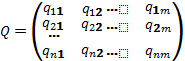 Q = ( q11 q12 ⋯ q1m
q21 q22 ⋯ q2m
⋯
qn1 qn2 ⋯ qnm )